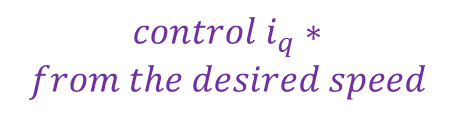 control i_q *
from the desired speed